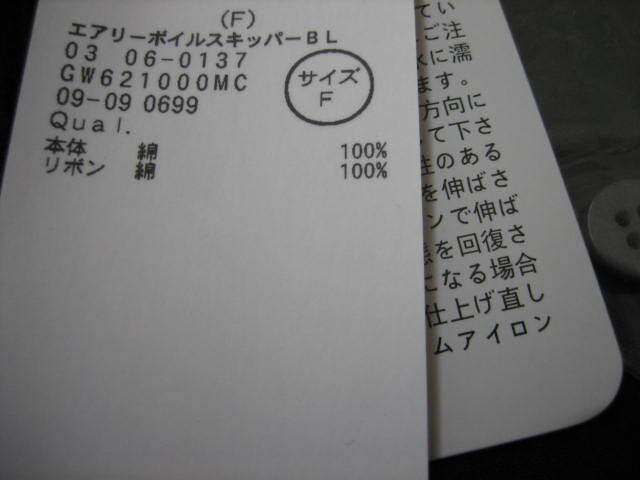 (F)
エアリーボイルスキッパーBL
03 06-0137
GW621000MC
09-09 0699
サイズ
F
Qual.
本体 綿 100%
リボン 綿 100%
てい
ご注
に濡
ます。
方向に
て下さ
性のある
を伸ばさ
ンで伸ば
を回復さ
になる場合
仕上げ直し
ムアイロン